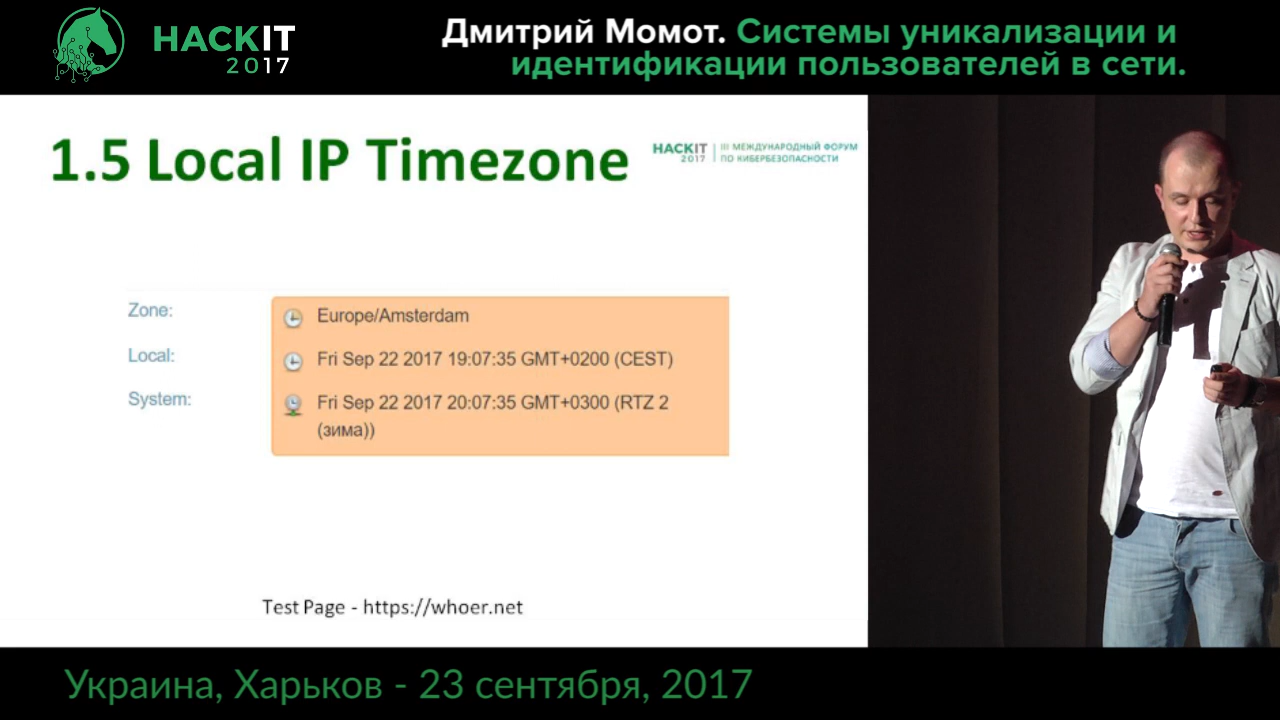 HACKIT
2017
Дмитрий Момот. Системы уникализации и
идентификации пользователей в сети.
1.5 Local IP Timezone
HACKIT
2017
III МЕЖДУНАРОДНЫЙ ФОРУМ
ПО КИБЕРБЕЗОПАСНОСТИ
Zone:
Europe/Amsterdam
Local:
Fri Sep 22 2017 19:07:35 GMT+0200 (CEST)
System:
Fri Sep 22 2017 20:07:35 GMT+0300 (RTZ 2
(зима))
Test Page - https://whoer.net
Украина, Харьков - 23 сентября, 2017